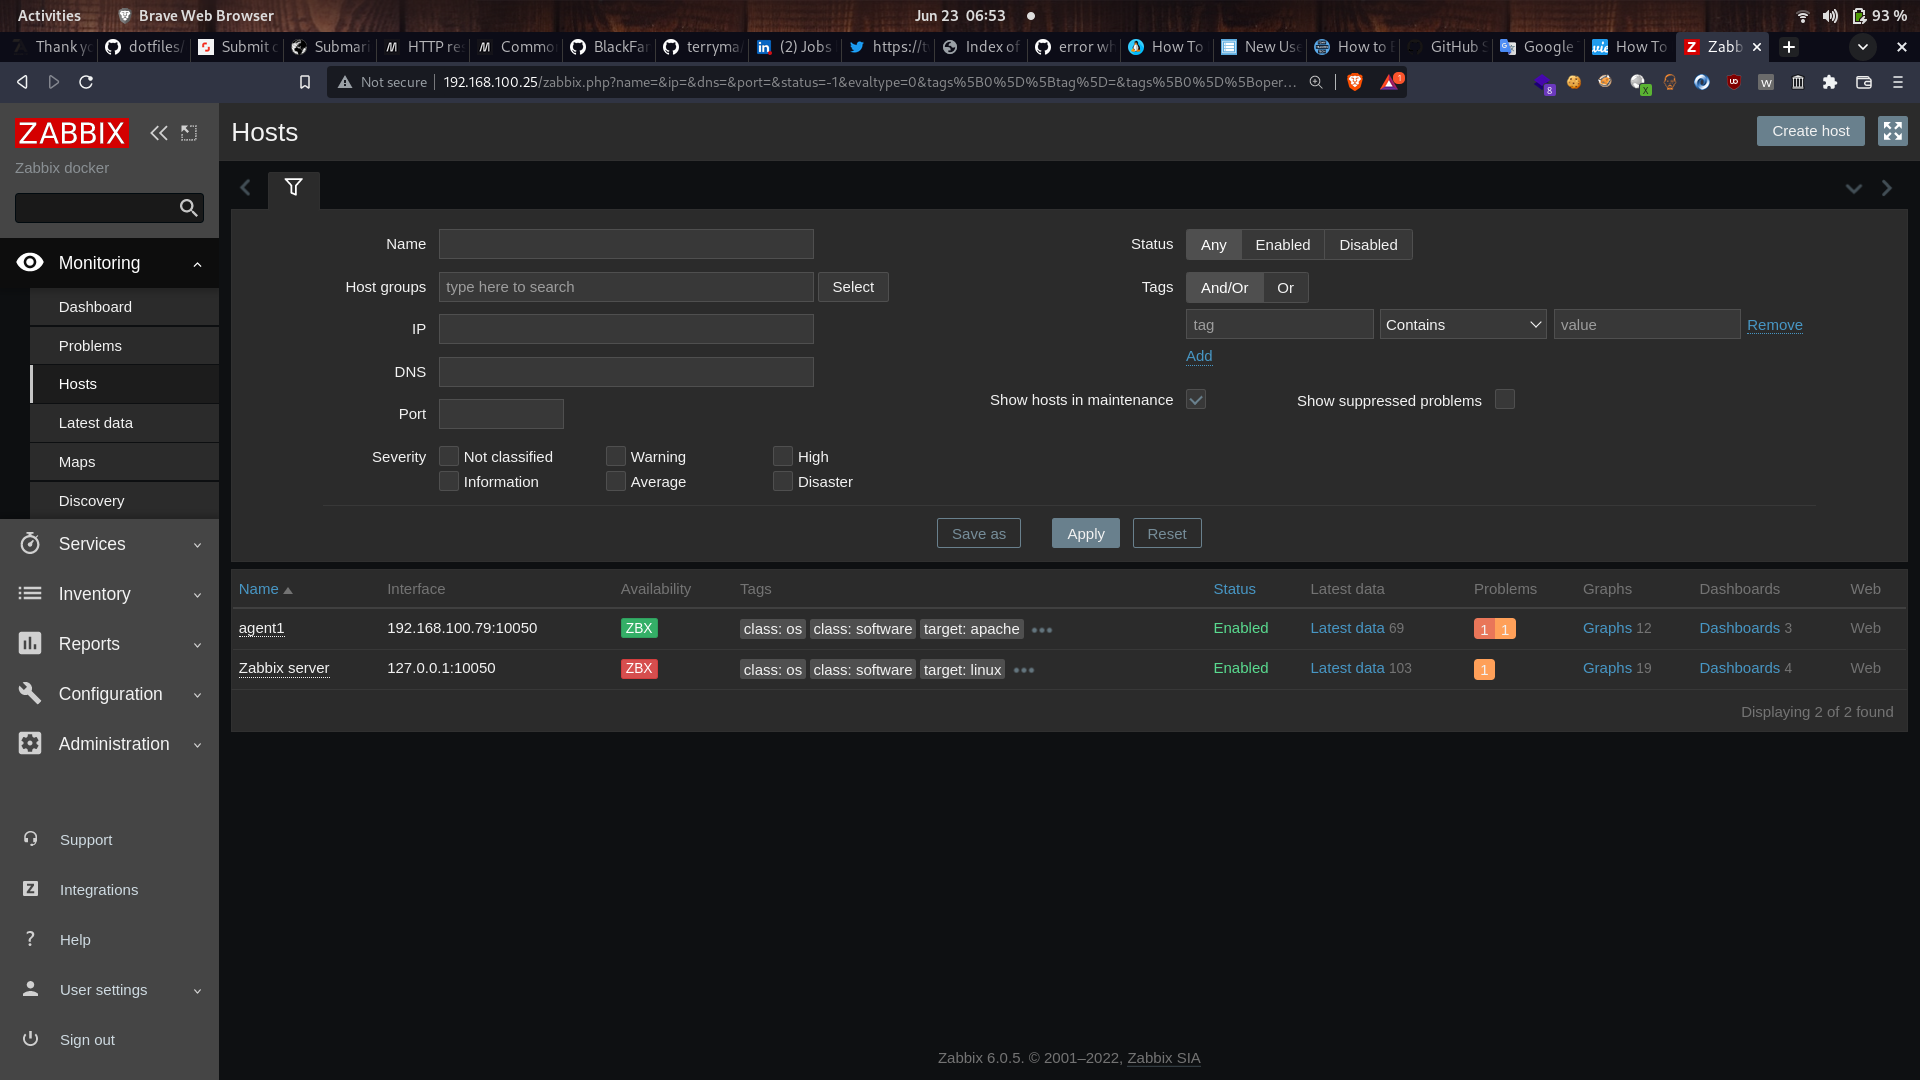 Activities
Brave Web Browser
Jun 23 06:53
93 %
Thank y
dotfiles/
Submit
Submari
HTTP re
Commo
BlackFar
terryma
(2) Jobs
https://t
Index of
error wh
How To
New Use
How to
GitHub
Google
How To
Zabb
Not secure
192.168.100.25/zabbix.php?name=&ip=&dns=&port=&status=-1&evaltype=0&tags%5B0%5D%5Btag%5D=&tags%5B0%5D%5Boper...
1
8
X
ZABBIX
Zabbix docker
Monitoring
Dashboard
Problems
Hosts
Latest data
Maps
Discovery
Services
Inventory
Reports
Configuration
Administration
Support
Integrations
Help
User settings
Sign out
Hosts
Create host
Name
Host groups type here to search Select
IP
DNS
Port
Severity Not classified Warning High
Information Average Disaster
Status Any Enabled Disabled
Tags And/Or Or
tag Contains value Remove
Add
Show hosts in maintenance Show suppressed problems
Save as Apply Reset
Name Interface Availability Tags Status Latest data Problems Graphs Dashboards Web
agent1 192.168.100.79:10050 ZBX class: os class: software target: apache ••• Enabled Latest data 69 1 1 Graphs 12 Dashboards 3 Web
Zabbix server 127.0.0.1:10050 ZBX class: os class: software target: linux ••• Enabled Latest data 103 1 Graphs 19 Dashboards 4 Web
Displaying 2 of 2 found
Zabbix 6.0.5. © 2001–2022, Zabbix SIA